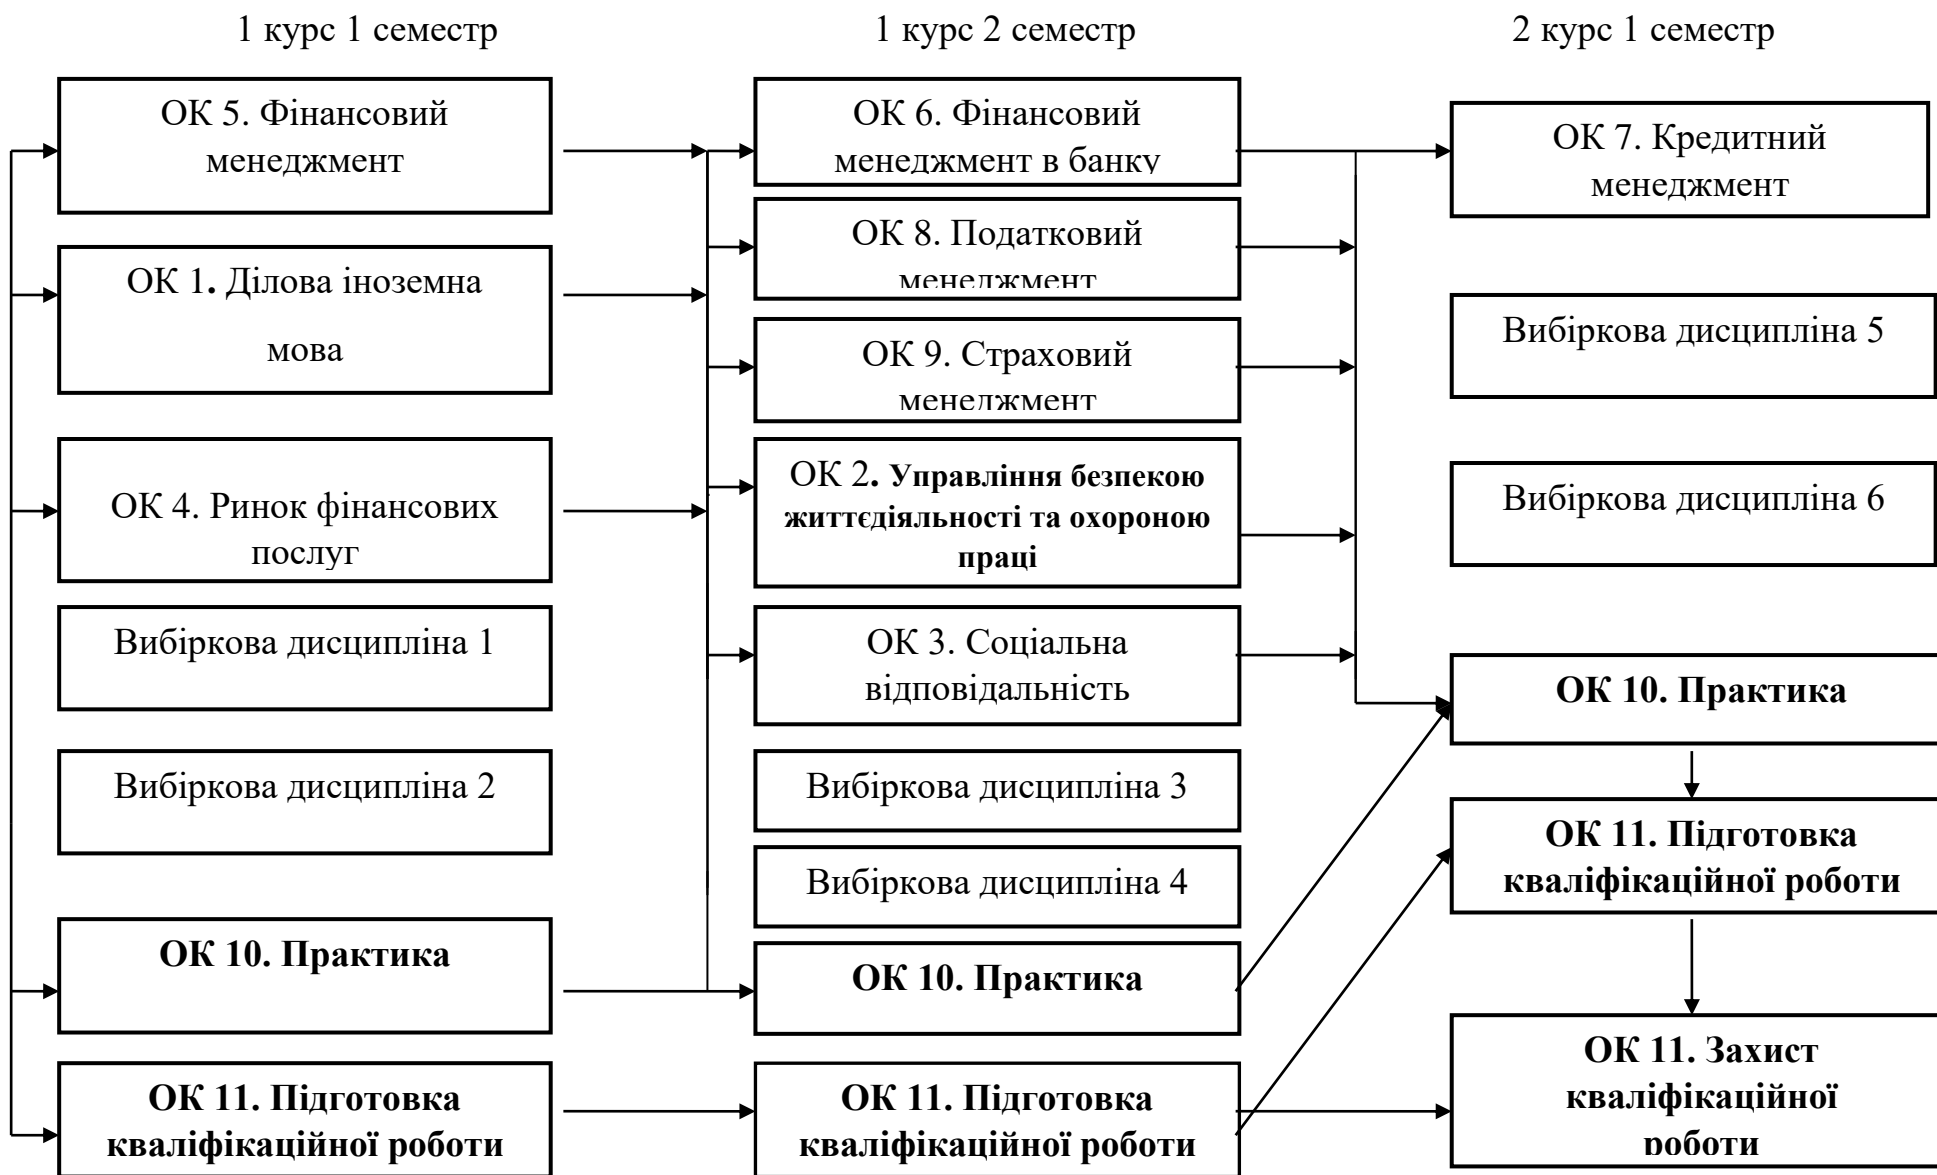 1 курс 1 семестр
1 курс 2 семестр
2 курс 1 семестр
ОК 5. Фінансовий
менеджмент
ОК 1. Ділова іноземна
мова
ОК 4. Ринок фінансових
послуг
Вибіркова дисципліна 1
Вибіркова дисципліна 2
ОК 10. Практика
ОК 11. Підготовка
кваліфікаційної роботи
ОК 6. Фінансовий
менеджмент в банку
ОК 8. Податковий
менеджмент
ОК 9. Страховий
менеджмент
ОК 2. Управління безпекою
життєдіяльності та охороною
праці
ОК 3. Соціальна
відповідальність
Вибіркова дисципліна 3
Вибіркова дисципліна 4
ОК 10. Практика
ОК 11. Підготовка
кваліфікаційної роботи
ОК 7. Кредитний
менеджмент
Вибіркова дисципліна 5
Вибіркова дисципліна 6
ОК 10. Практика
ОК 11. Підготовка
кваліфікаційної роботи
ОК 11. Захист
кваліфікаційної
роботи